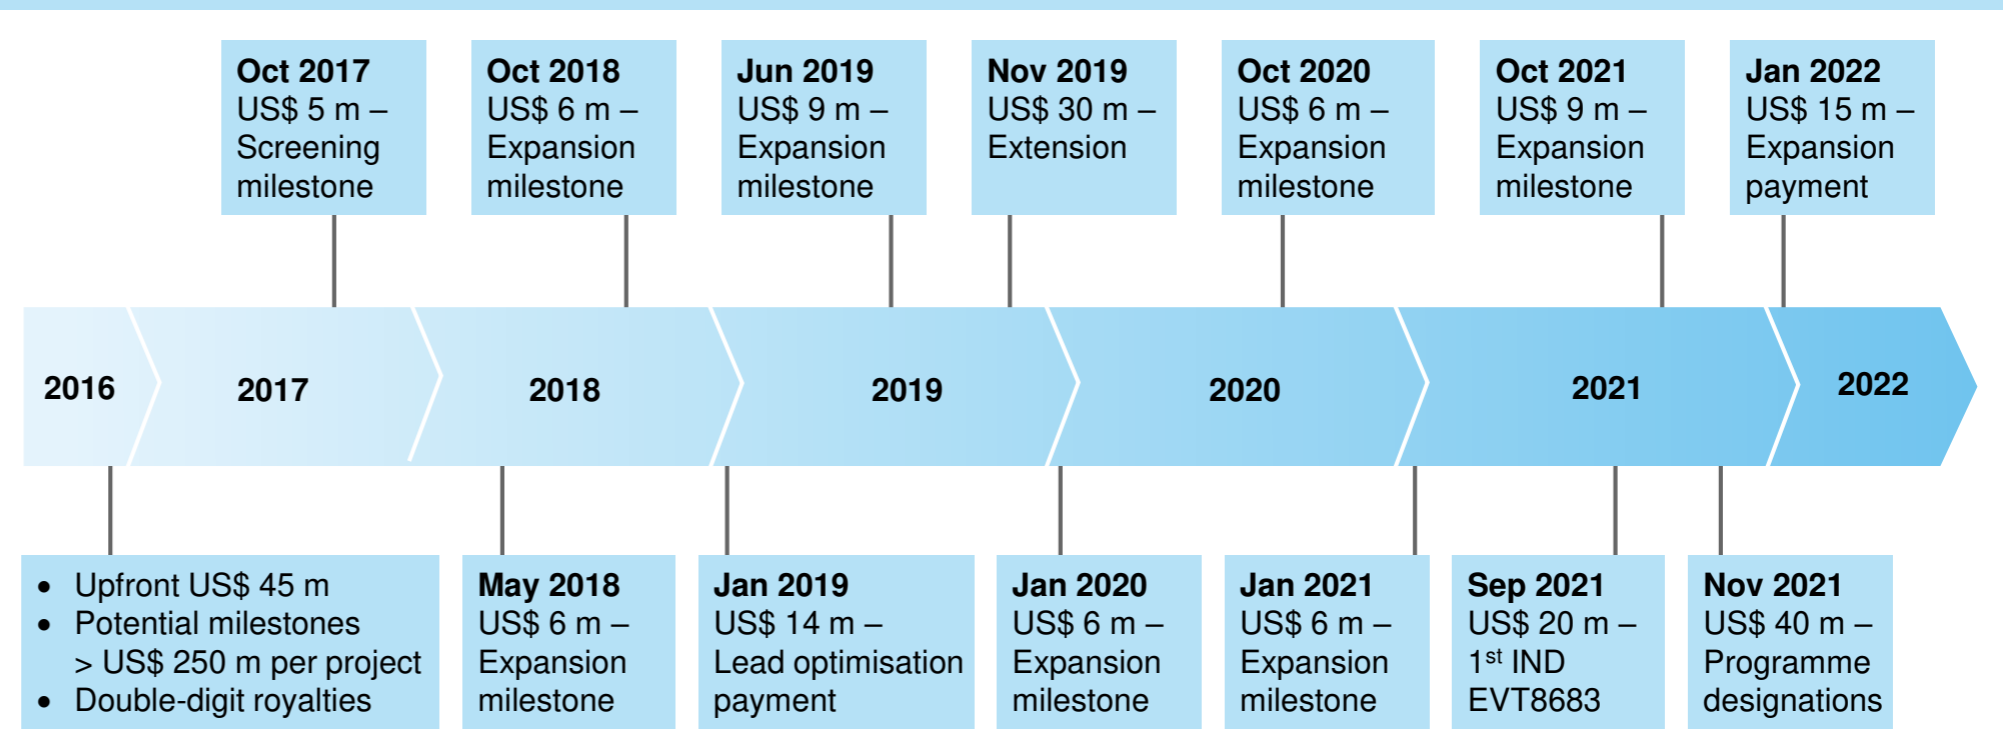 Oct 2017
US$ 5 m –
Screening
milestone
Oct 2018
US$ 6 m –
Expansion
milestone
Jun 2019
US$ 9 m –
Expansion
milestone
Nov 2019
US$ 30 m –
Extension
Oct 2020
US$ 6 m –
Expansion
milestone
Oct 2021
US$ 9 m –
Expansion
milestone
Jan 2022
US$ 15 m –
Expansion
payment
2016
2017
2018
2019
2020
2021
2022
• Upfront US$ 45 m
• Potential milestones
> US$ 250 m per project
• Double-digit royalties
May 2018
US$ 6 m –
Expansion
milestone
Jan 2019
US$ 14 m –
Lead optimisation
payment
Jan 2020
US$ 6 m –
Expansion
milestone
Jan 2021
US$ 6 m –
Expansion
milestone
Sep 2021
US$ 20 m –
1st IND
EVT8683
Nov 2021
US$ 40 m –
Programme
designations